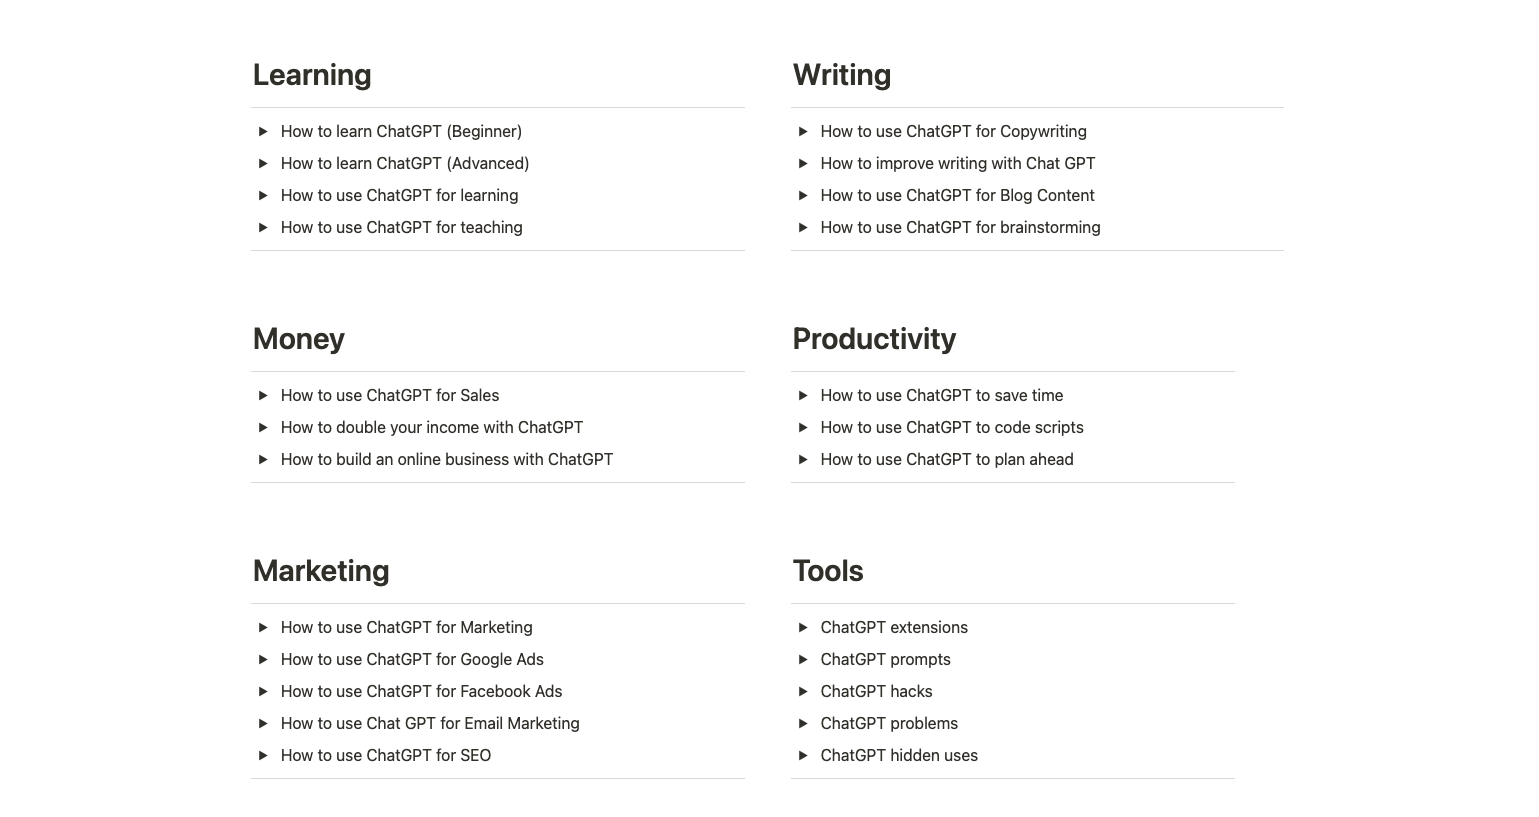 Learning
How to learn ChatGPT (Beginner)
How to learn ChatGPT (Advanced)
How to use ChatGPT for learning
How to use ChatGPT for teaching
Writing
How to use ChatGPT for Copywriting
How to improve writing with Chat GPT
How to use ChatGPT for Blog Content
How to use ChatGPT for brainstorming
Money
How to use ChatGPT for Sales
How to double your income with ChatGPT
How to build an online business with ChatGPT
Productivity
How to use ChatGPT to save time
How to use ChatGPT to code scripts
How to use ChatGPT to plan ahead
Marketing
How to use ChatGPT for Marketing
How to use ChatGPT for Google Ads
How to use ChatGPT for Facebook Ads
How to use Chat GPT for Email Marketing
How to use ChatGPT for SEO
Tools
ChatGPT extensions
ChatGPT prompts
ChatGPT hacks
ChatGPT problems
ChatGPT hidden uses